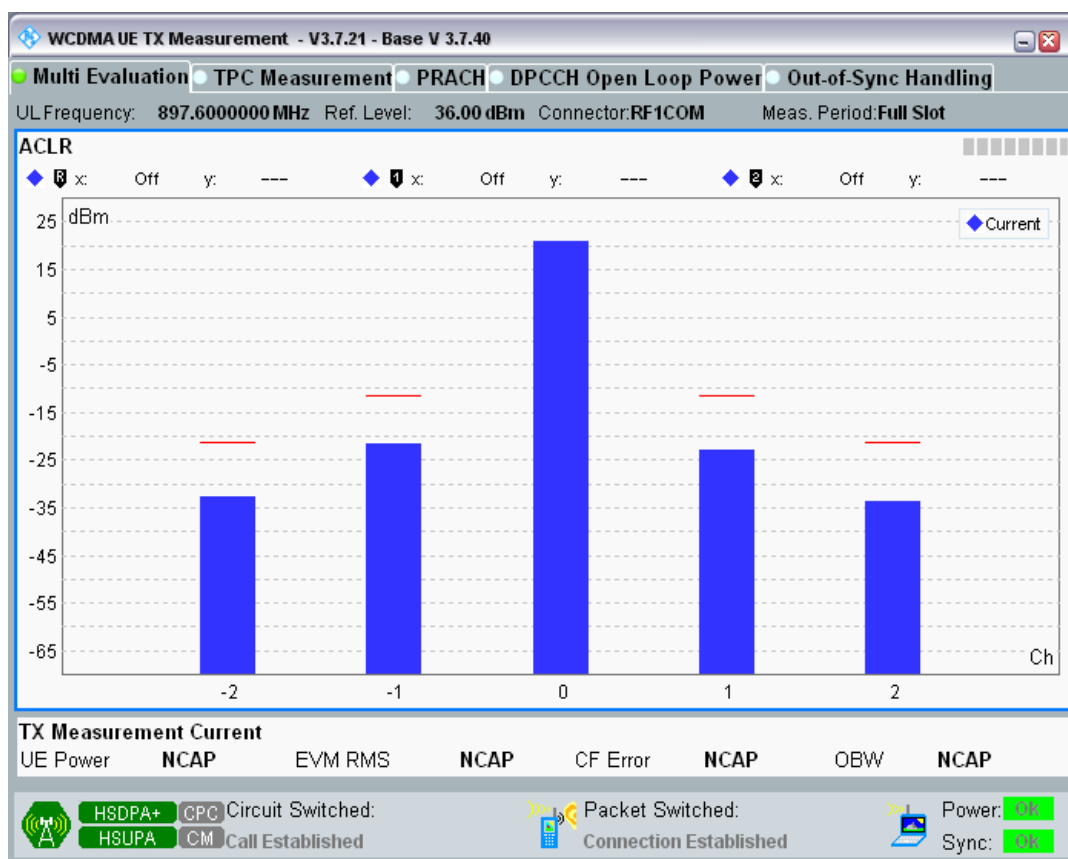 WCDMA UE TX Measurement - V3.7.21 - Base V 3.7.40
Multi Evaluation TPC Measurement PRACH DPCCH Open Loop Power Out-of-Sync Handling
UL Frequency: 897.6000000 MHz Ref. Level: 36.00 dBm Connector:RF1COM Meas. Period:Full Slot
ACLR
R x: Off y: --- 1 x: Off y: --- 2 x: Off y: ---
dBm
Current
25
15
5
-5
-15
-25
-35
-45
-55
-65
Ch
-2 -1 0 1 2
TX Measurement Current
UE Power NCAP EVM RMS NCAP CF Error NCAP OBW NCAP
HSDPA+ CPC Circuit Switched: Packet Switched: Power: OK
HSUPA CM Call Established Connection Established Sync: OK